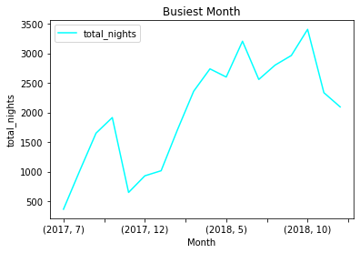 Busiest Month
total_nights
total_nights
3500
3000
2500
2000
1500
1000
500
(2017, 7) (2017, 12) (2018, 5) (2018, 10)
Month